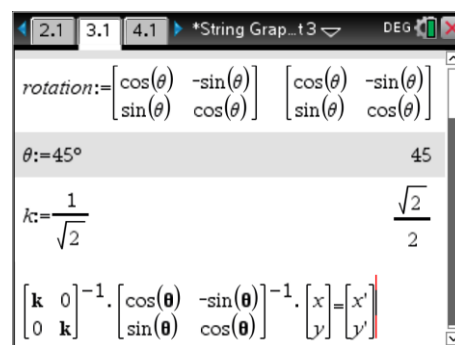 2.1 3.1 4.1 *String Grap...t3 DEG
rotation:=[cos(θ) -sin(θ); sin(θ) cos(θ)] [cos(θ) -sin(θ); sin(θ) cos(θ)]
θ:=45° 45
k:=1/√2 √2/2
[k 0; 0 k]⁻¹·[cos(θ) -sin(θ); sin(θ) cos(θ)]⁻¹·[x; y]=[x'; y']